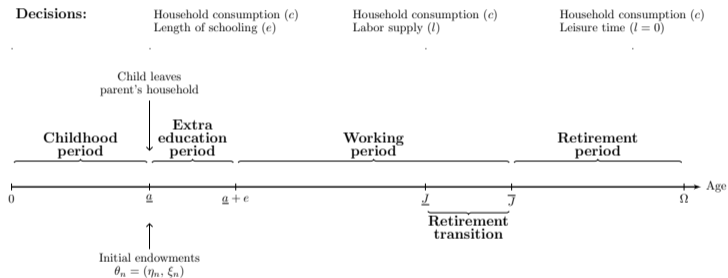 Decisions:
Household consumption (c)
Length of schooling (e)
Household consumption (c)
Labor supply (l)
Household consumption (c)
Leisure time (l = 0)
Child leaves
parent's household
Childhood
period
Extra
education
period
Working
period
Retirement
period
0
a
a + e
J
J
Ω
Age
Retirement
transition
Initial endowments
θn = (ηn, ξn)